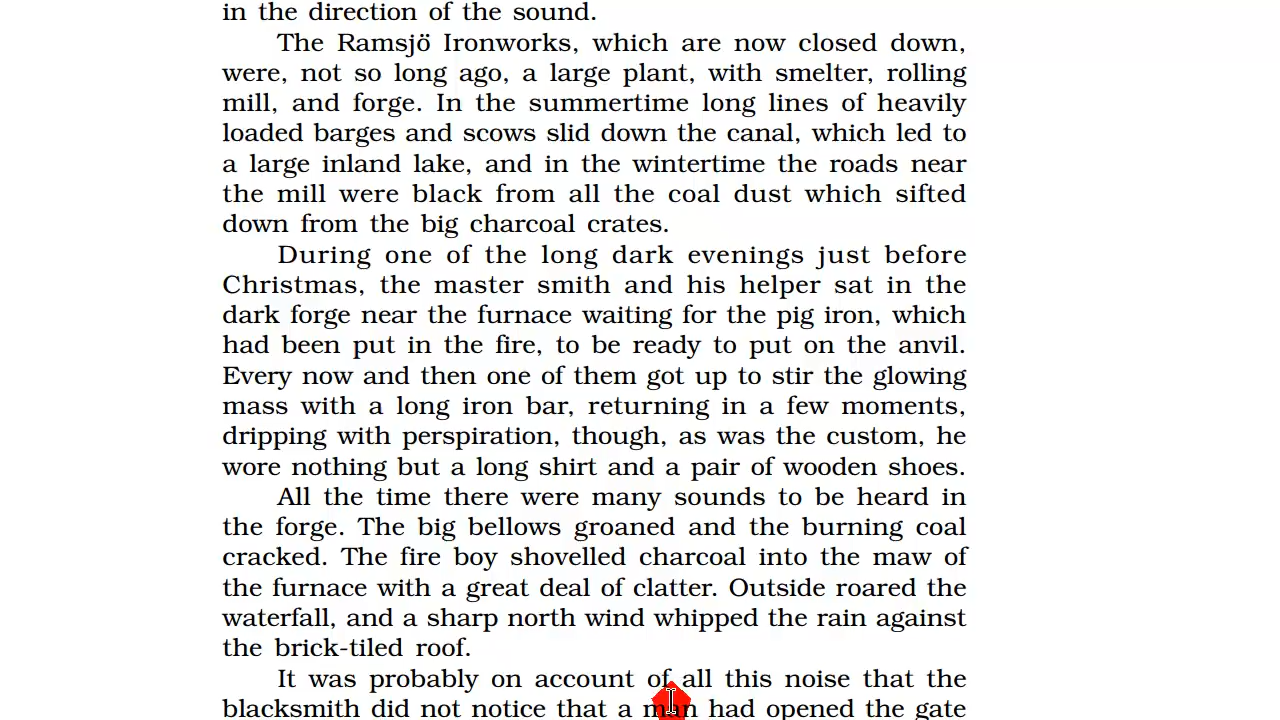 in the direction of the sound.
The Ramsjö Ironworks, which are now closed down,
were, not so long ago, a large plant, with smelter, rolling
mill, and forge. In the summertime long lines of heavily
loaded barges and scows slid down the canal, which led to
a large inland lake, and in the wintertime the roads near
the mill were black from all the coal dust which sifted
down from the big charcoal crates.
During one of the long dark evenings just before
Christmas, the master smith and his helper sat in the
dark forge near the furnace waiting for the pig iron, which
had been put in the fire, to be ready to put on the anvil.
Every now and then one of them got up to stir the glowing
mass with a long iron bar, returning in a few moments,
dripping with perspiration, though, as was the custom, he
wore nothing but a long shirt and a pair of wooden shoes.
All the time there were many sounds to be heard in
the forge. The big bellows groaned and the burning coal
cracked. The fire boy shovelled charcoal into the maw of
the furnace with a great deal of clatter. Outside roared the
waterfall, and a sharp north wind whipped the rain against
the brick-tiled roof.
It was probably on account of all this noise that the
blacksmith did not notice that a man had opened the gate